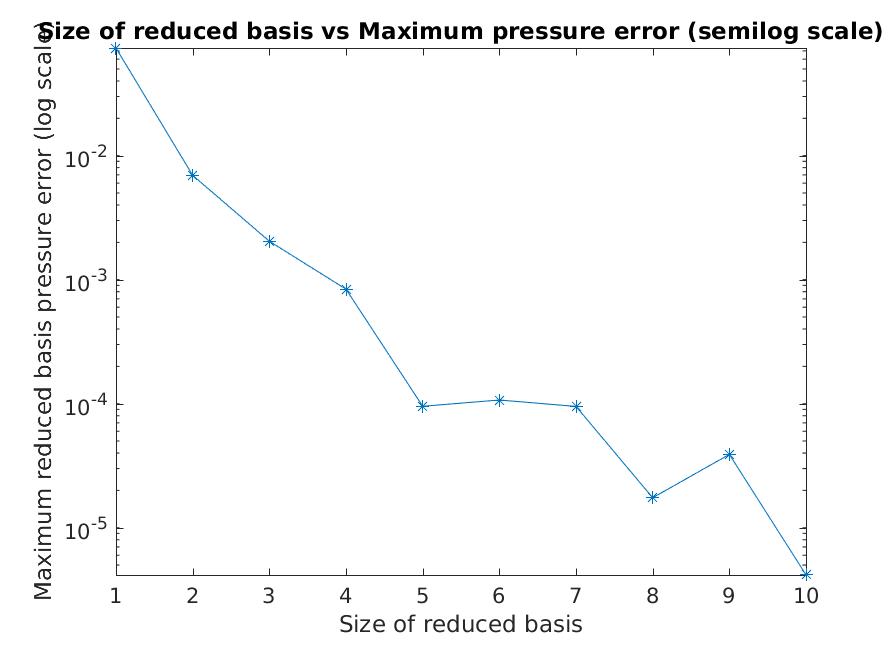 Size of reduced basis vs Maximum pressure error (semilog scale)
Maximum reduced basis pressure error (log scale)
10^-2
10^-3
10^-4
10^-5
1 2 3 4 5 6 7 8 9 10
Size of reduced basis